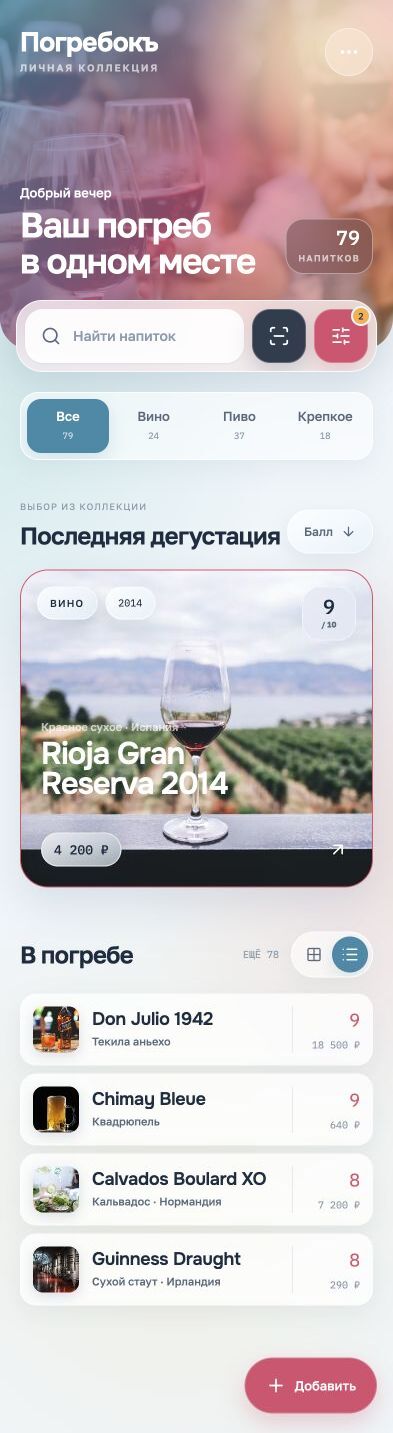 Погребокъ
ЛИЧНАЯ КОЛЛЕКЦИЯ
Добрый вечер
Ваш погреб
в одном месте
79
НАПИТКОВ
Найти напиток
2
Все
79
Вино
24
Пиво
37
Крепкое
18
ВЫБОР ИЗ КОЛЛЕКЦИИ
Последняя дегустация
Балл
ВИНО
2014
9
/ 10
Красное сухое · Испания
Rioja Gran
Reserva 2014
4 200 ₽
В погребе
ЕЩЁ 78
Don Julio 1942
Текила аньехо
9
18 500 ₽
Chimay Bleue
Квадрюпель
9
640 ₽
Calvados Boulard XO
Кальвадос · Нормандия
8
7 200 ₽
Guinness Draught
Сухой стаут · Ирландия
8
290 ₽
Добавить